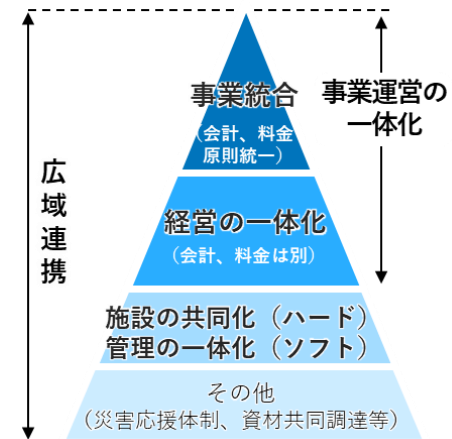 事業統合
（会計、料金
原則統一）
事業運営の
一体化
広域連携
経営の一体化
（会計、料金は別）
施設の共同化（ハード）
管理の一体化（ソフト）
その他
（災害応援体制、資材共同調達等）